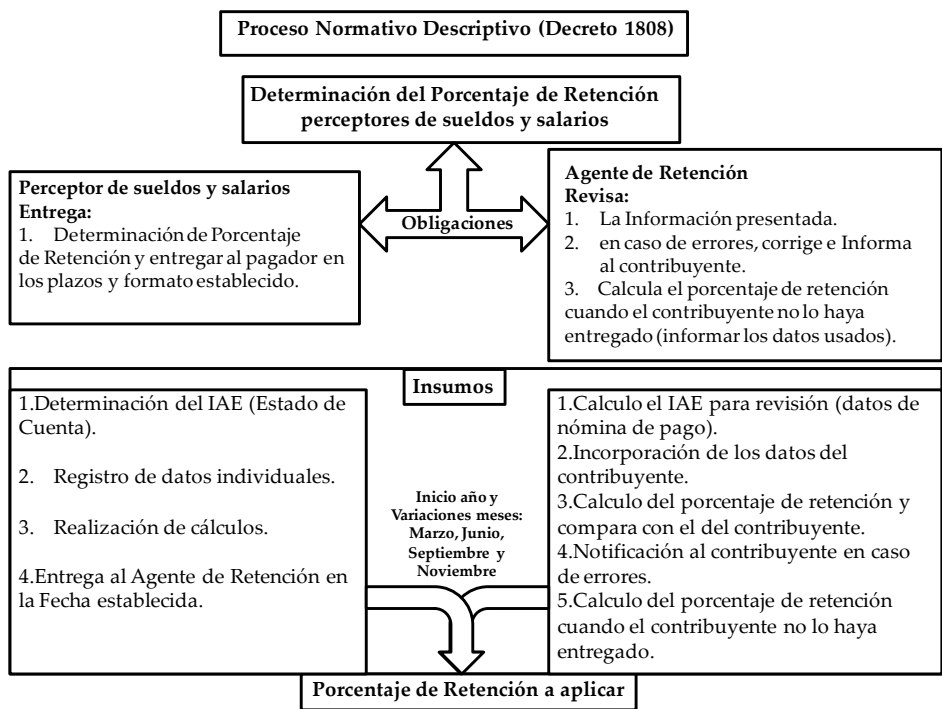 Proceso Normativo Descriptivo (Decreto 1808)
Determinación del Porcentaje de Retención
perceptores de sueldos y salarios
Perceptor de sueldos y salarios
Entrega:
1. Determinación de Porcentaje
de Retención y entregar al pagador en
los plazos y formato establecido.
Obligaciones
Agente de Retención
Revisa:
1. La Información presentada.
2. en caso de errores, corrige e Informa
al contribuyente.
3. Calcula el porcentaje de retención
cuando el contribuyente no lo haya
entregado (informar los datos usados).
Insumos
1.Determinación del IAE (Estado de
Cuenta).
2. Registro de datos individuales.
3. Realización de cálculos.
4.Entrega al Agente de Retención en
la Fecha establecida.
Inicio año y
Variaciones meses:
Marzo, Junio,
Septiembre y
Noviembre
1.Calculo el IAE para revisión (datos de
nómina de pago).
2.Incorporación de los datos del
contribuyente.
3.Calculo del porcentaje de retención y
compara con el del contribuyente.
4.Notificación al contribuyente en caso
de errores.
5.Calculo del porcentaje de retención
cuando el contribuyente no lo haya
entregado.
Porcentaje de Retención a aplicar